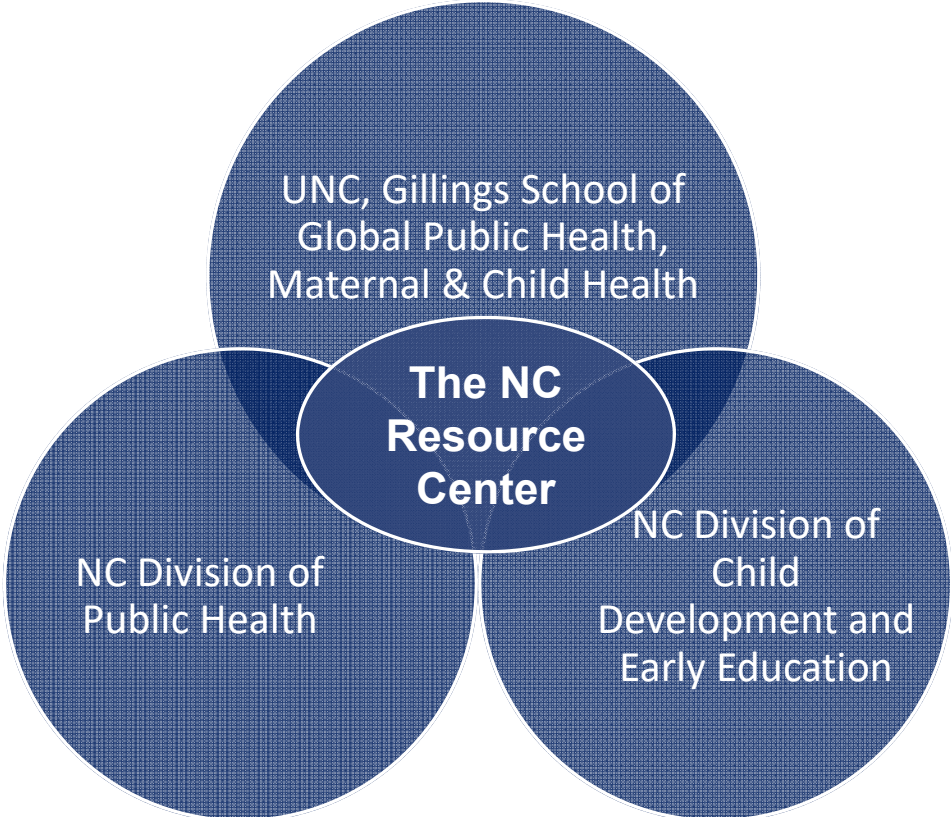 UNC, Gillings School of
Global Public Health,
Maternal & Child Health
The NC
Resource
Center
NC Division of
Public Health
NC Division of
Child
Development and
Early Education